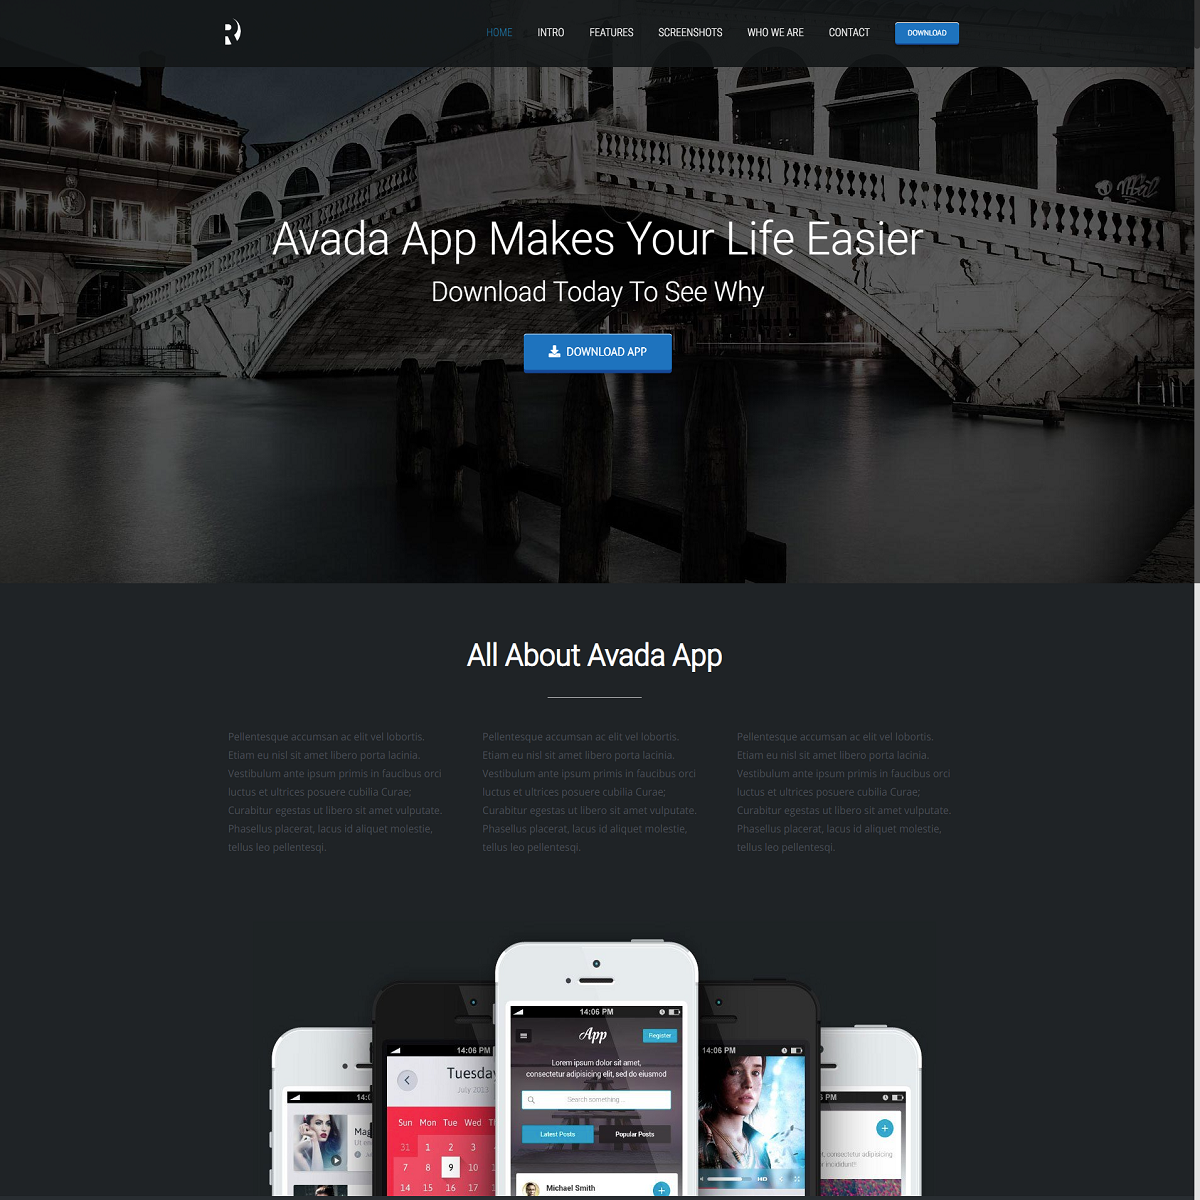 HOME INTRO FEATURES SCREENSHOTS WHO WE ARE CONTACT DOWNLOAD
Avada App Makes Your Life Easier
Download Today To See Why
DOWNLOAD APP
All About Avada App
Pellentesque accumsan ac elit vel lobortis.
Etiam eu nisl sit amet libero porta lacinia.
Vestibulum ante ipsum primis in faucibus orci
luctus et ultrices posuere cubilia Curae;
Curabitur egestas ut libero sit amet vulputate.
Phasellus placerat, lacus id aliquet molestie,
tellus leo pellentesqi.
Pellentesque accumsan ac elit vel lobortis.
Etiam eu nisl sit amet libero porta lacinia.
Vestibulum ante ipsum primis in faucibus orci
luctus et ultrices posuere cubilia Curae;
Curabitur egestas ut libero sit amet vulputate.
Phasellus placerat, lacus id aliquet molestie,
tellus leo pellentesqi.
Pellentesque accumsan ac elit vel lobortis.
Etiam eu nisl sit amet libero porta lacinia.
Vestibulum ante ipsum primis in faucibus orci
luctus et ultrices posuere cubilia Curae;
Curabitur egestas ut libero sit amet vulputate.
Phasellus placerat, lacus id aliquet molestie,
tellus leo pellentesqi.
14:0
Mag
Ut
14:06 PM
Tuesday
July 2013
Sun Mon Tue Wed Th
31 1 2 3
7 8 9 10 1
14 15 16 17 1
14:06 PM
App
Register
Lorem ipsum dolor sit amet,
consectetur adipisicing elit, sed do eiusmod
Search something ...
Latest Posts Popular Posts
Michael Smith
14:06 PM
HD
5 PM
, consectetur adipisicing
r incididunt!